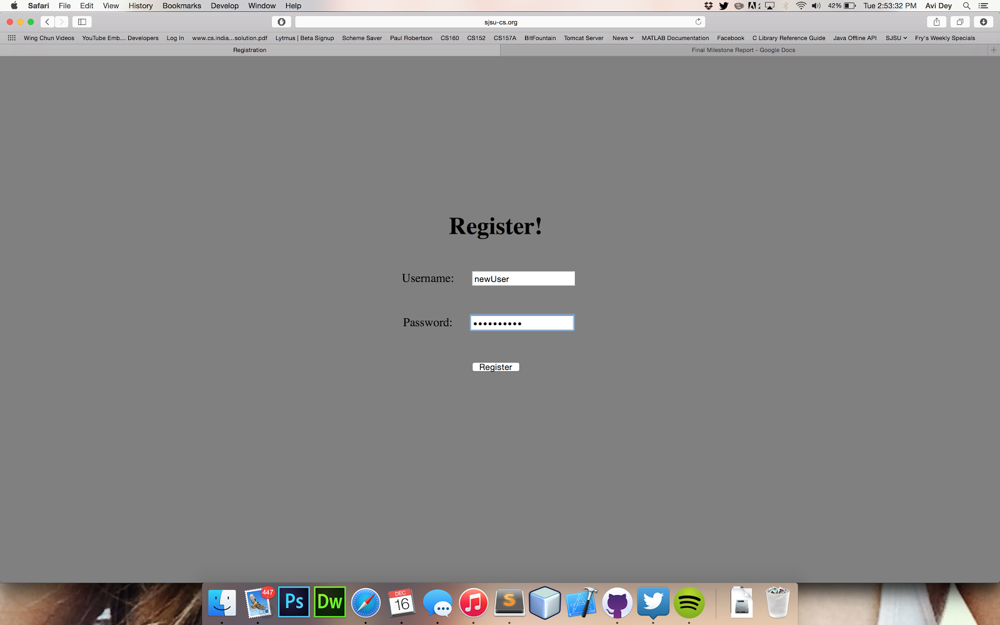 Safari File Edit View History Bookmarks Develop Window Help 42% Tue 2:53:32 PM Avi Dey
sjsu-cs.org
Wing Chun Videos YouTube Emb... Developers Log In www.cs.india...solution.pdf Lytmus | Beta Signup Scheme Saver Paul Robertson CS160 CS152 CS157A BitFountain Tomcat Server News MATLAB Documentation Facebook C Library Reference Guide Java Offline API SJSU Fry's Weekly Specials
Registration Final Milestone Report - Google Docs
Register!
Username: newUser
Password: ••••••••••
Register
447 Ps Dw DEC 16 S